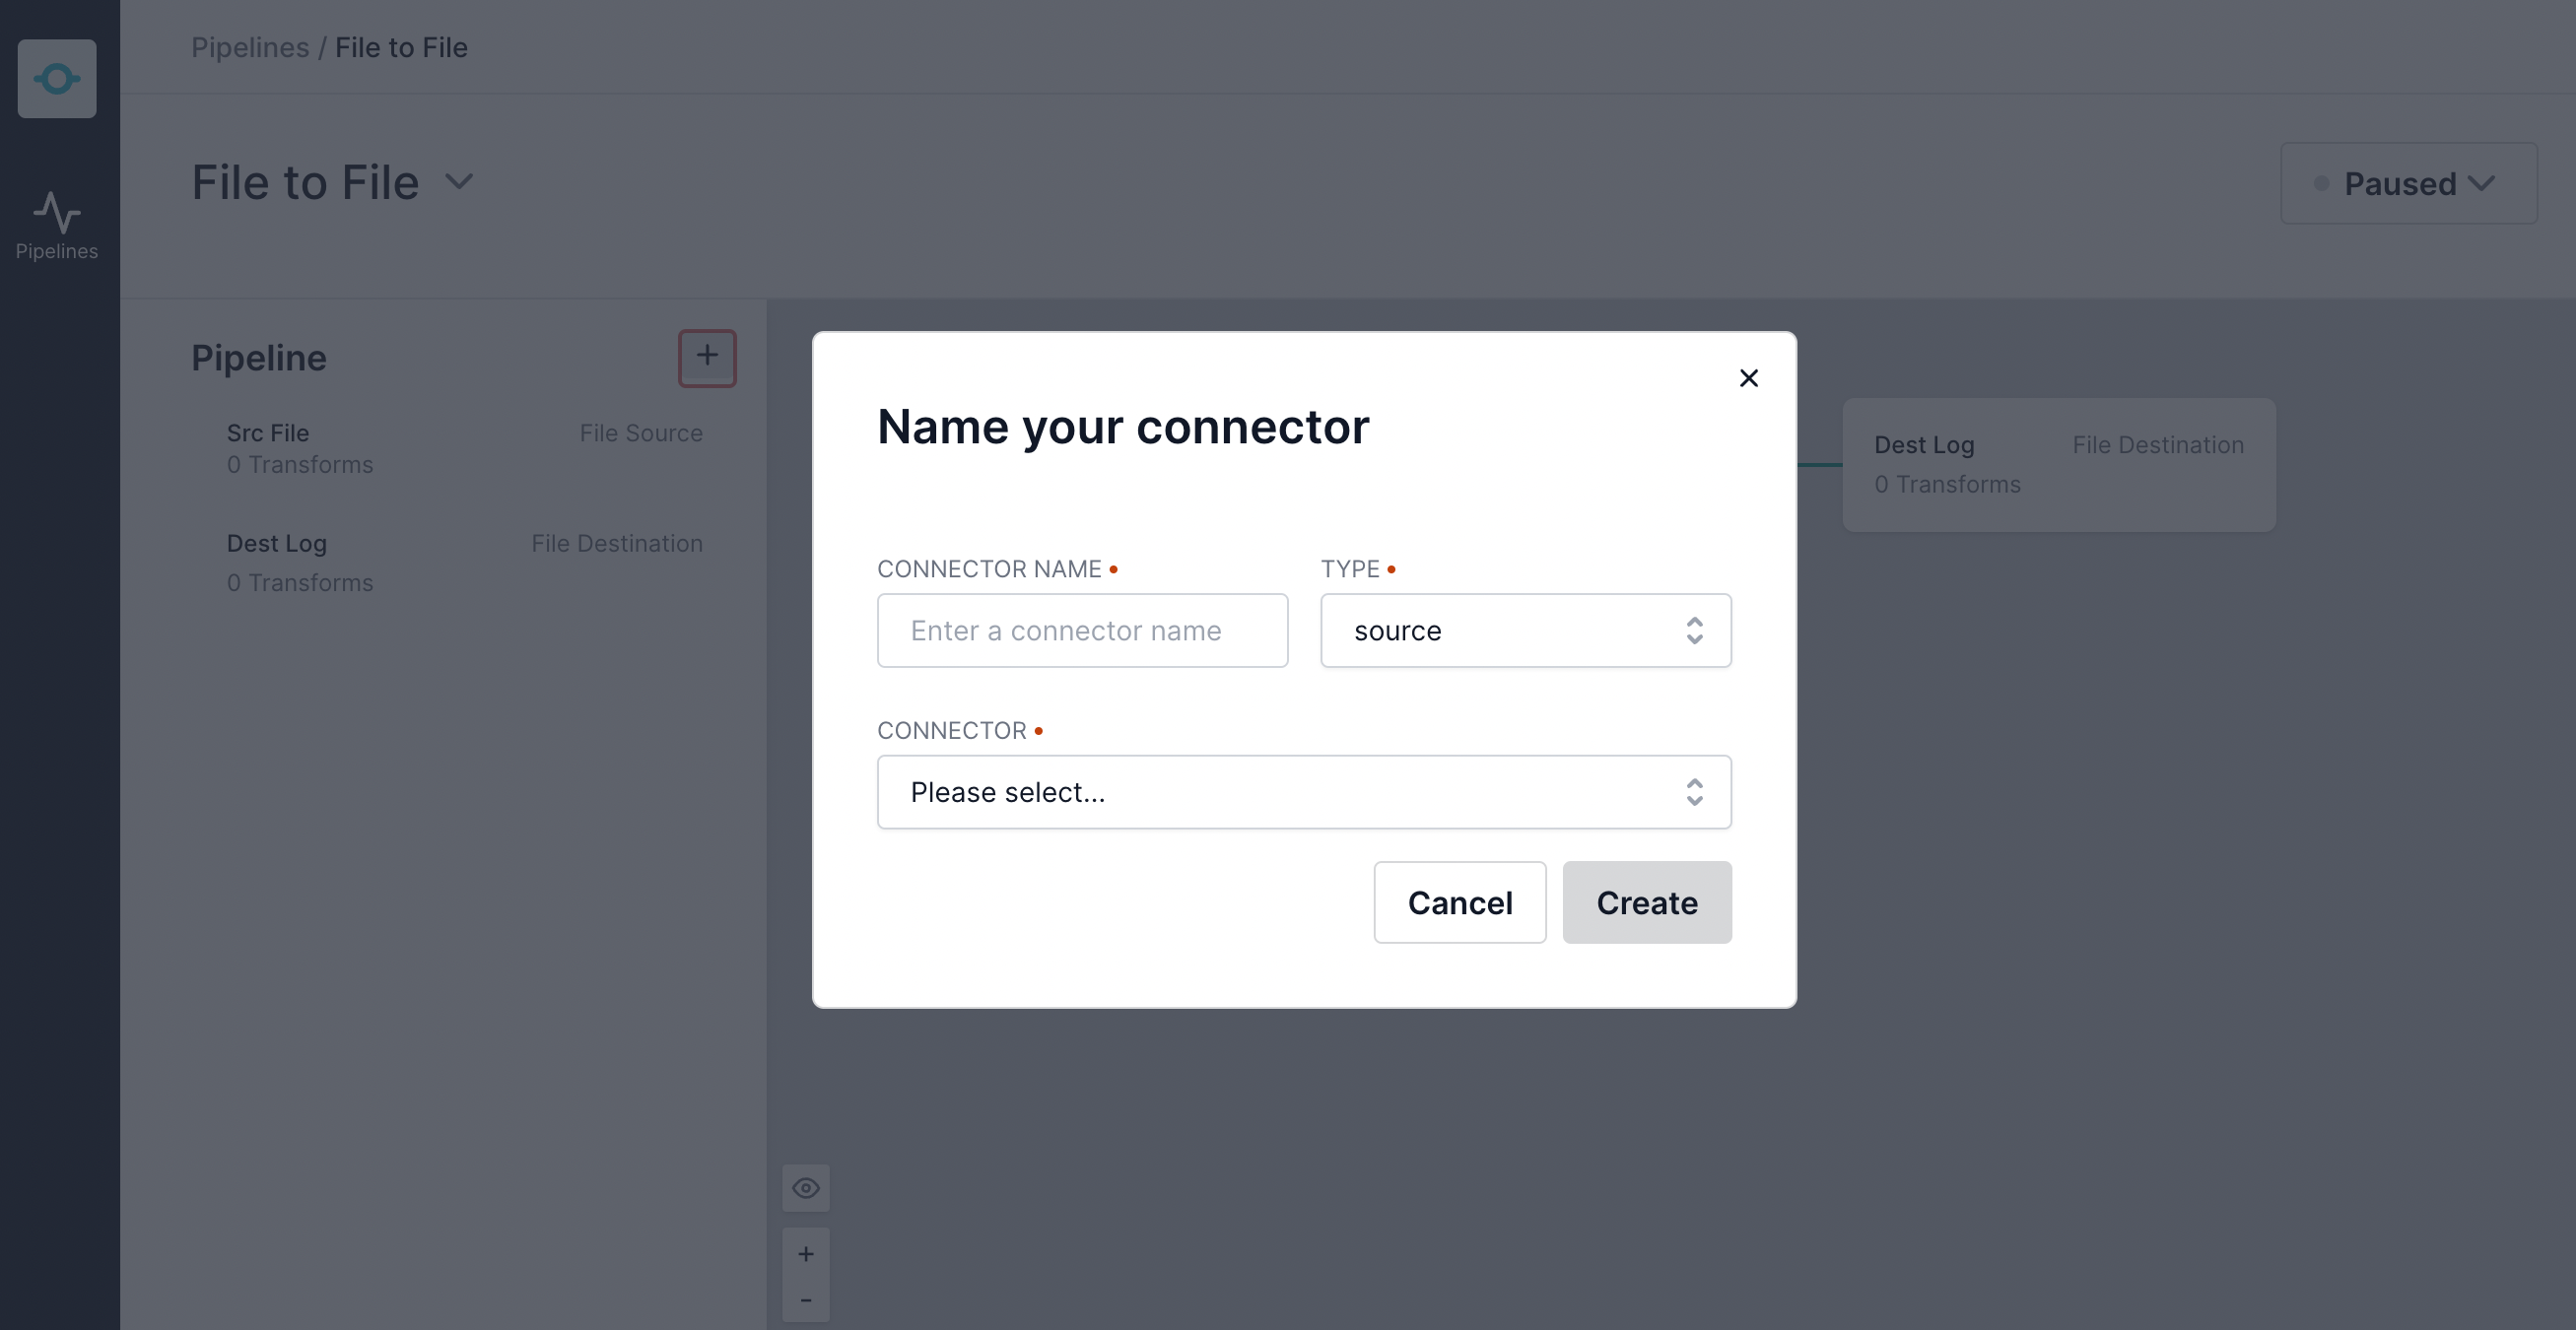 Pipelines / File to File
Pipelines
File to File
Paused
Pipeline
+
Src File File Source
0 Transforms
Dest Log File Destination
0 Transforms
Name your connector
CONNECTOR NAME • TYPE •
Enter a connector name source
CONNECTOR •
Please select...
Cancel Create
Dest Log File Destination
0 Transforms
+
-